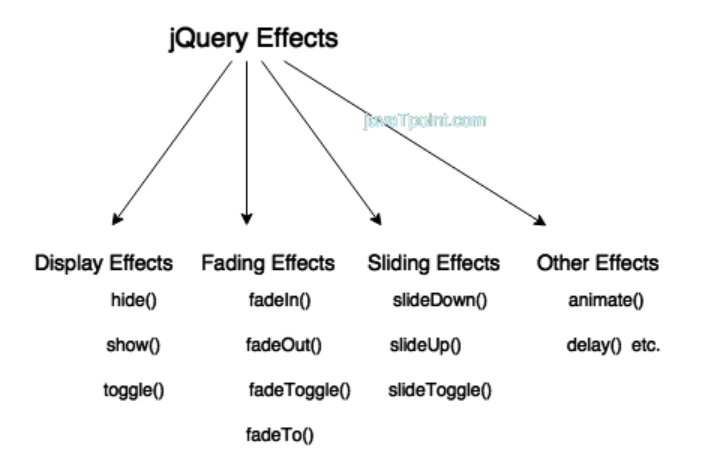 jQuery Effects
javaTpoint.com
Display Effects
hide()
show()
toggle()
Fading Effects
fadeIn()
fadeOut()
fadeToggle()
fadeTo()
Sliding Effects
slideDown()
slideUp()
slideToggle()
Other Effects
animate()
delay() etc.